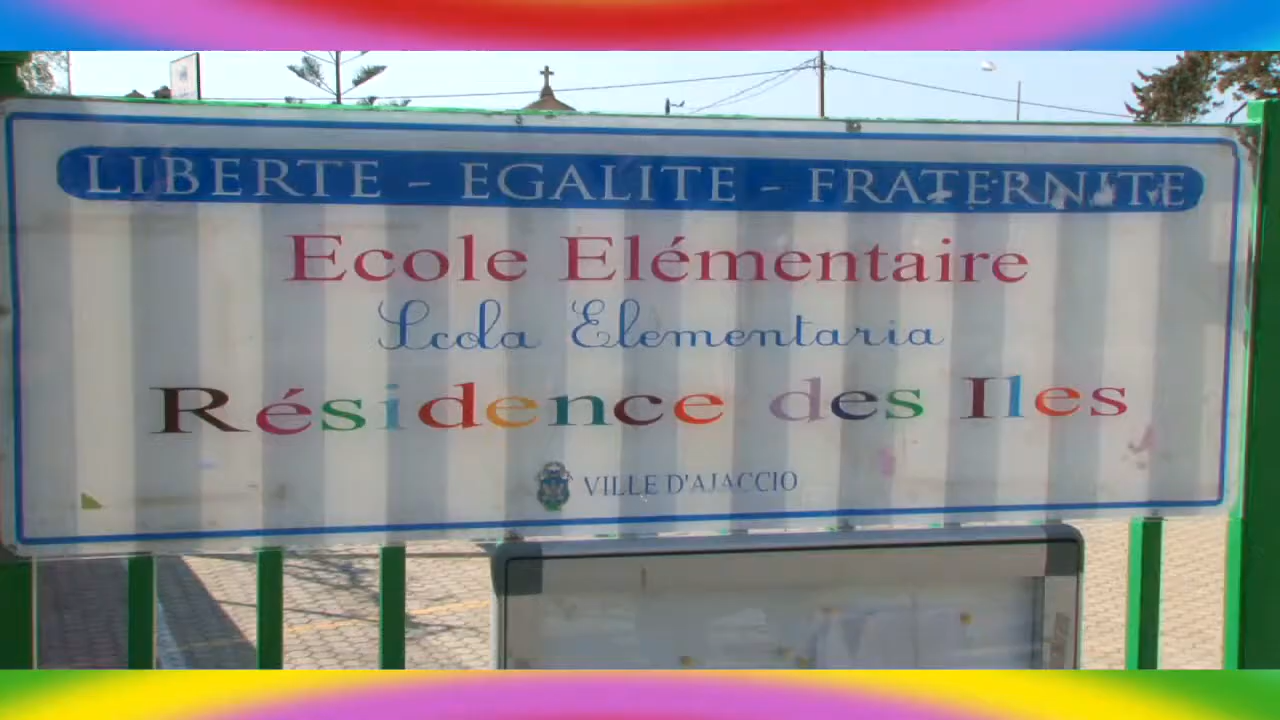 LIBERTE - EGALITE - FRATERNITE
Ecole Elémentaire
Scola Elementaria
Résidence des Iles
VILLE D'AJACCIO